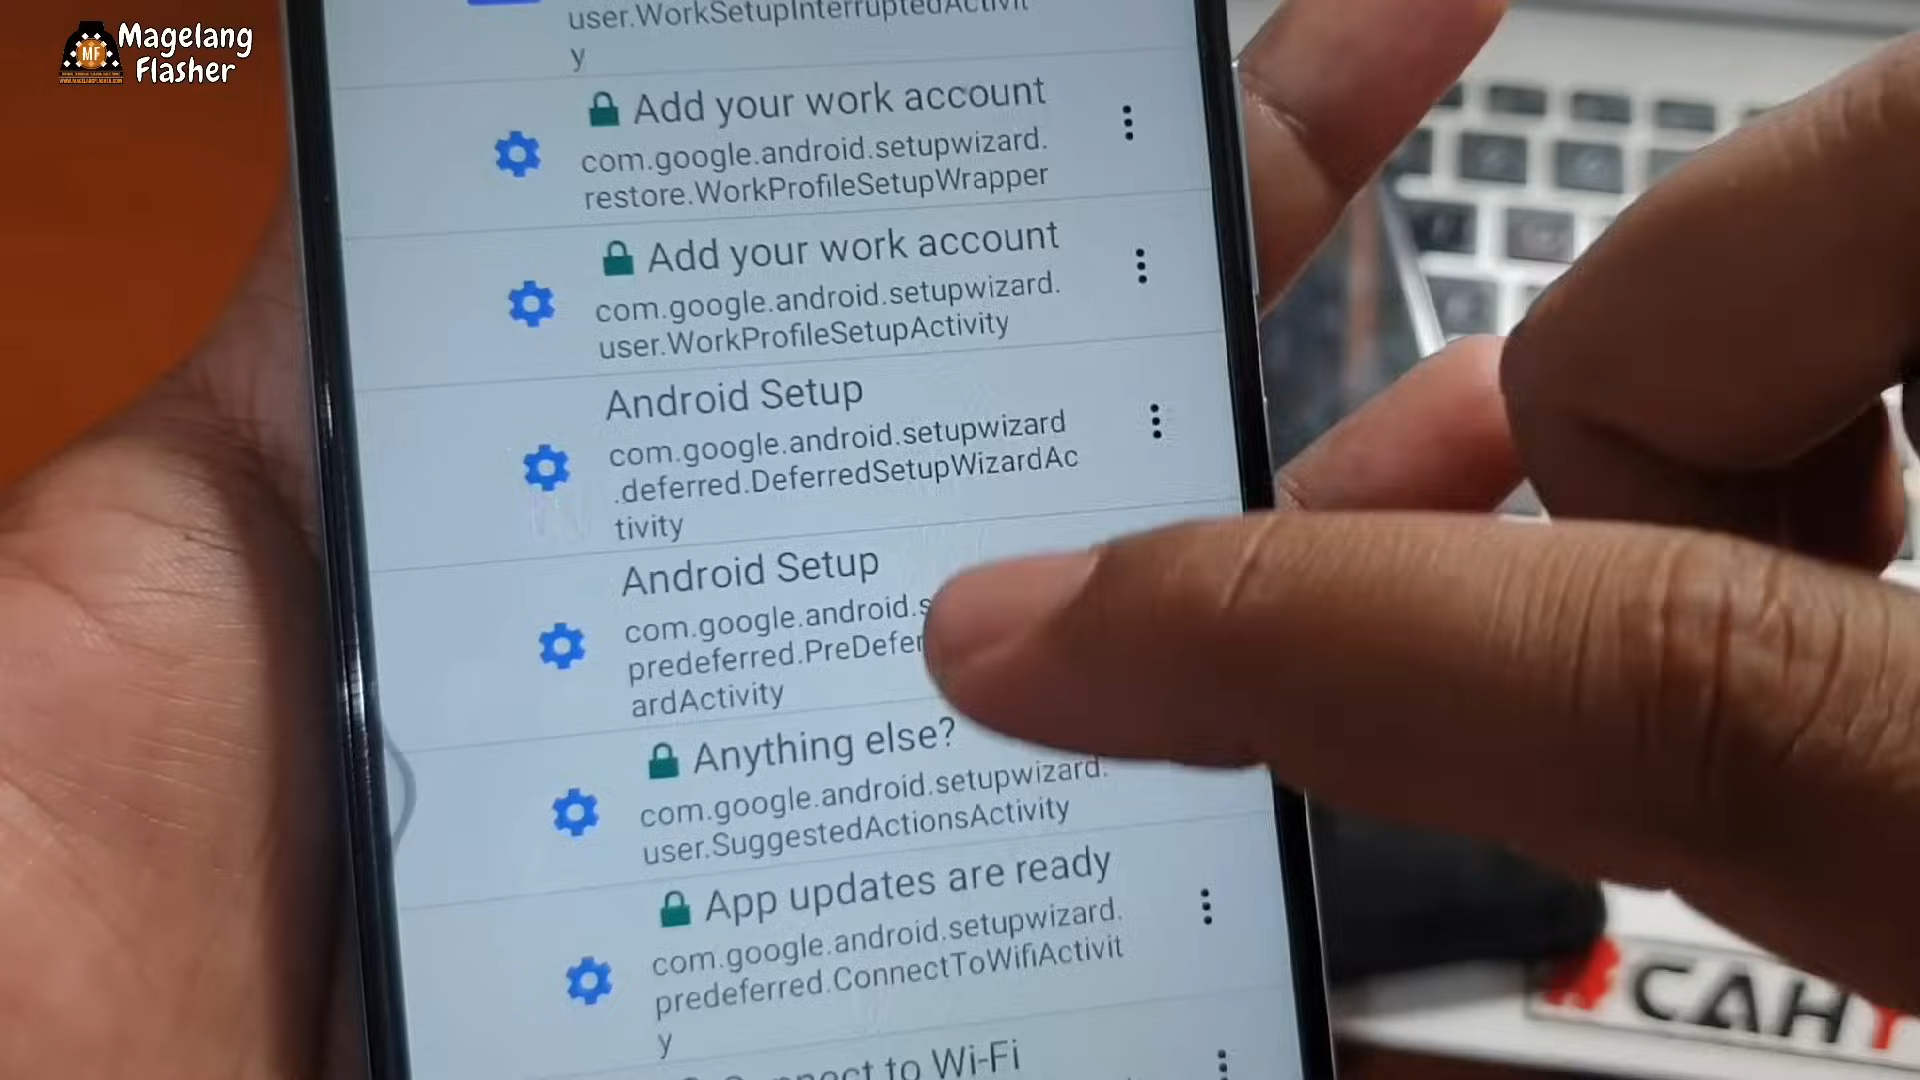 Magelang
Flasher
MF
user.WorkSetupInterruptedActivit
y
Add your work account
com.google.android.setupwizard.
restore.WorkProfileSetupWrapper
Add your work account
com.google.android.setupwizard.
user.WorkProfileSetupActivity
Android Setup
com.google.android.setupwizard
.deferred.DeferredSetupWizardAc
tivity
Android Setup
com.google.android.s
predeferred.PreDefer
ardActivity
Anything else?
com.google.android.setupwizard.
user.SuggestedActionsActivity
App updates are ready
com.google.android.setupwizard.
predeferred.ConnectToWifiActivit
y
to Wi-Fi
CAHY